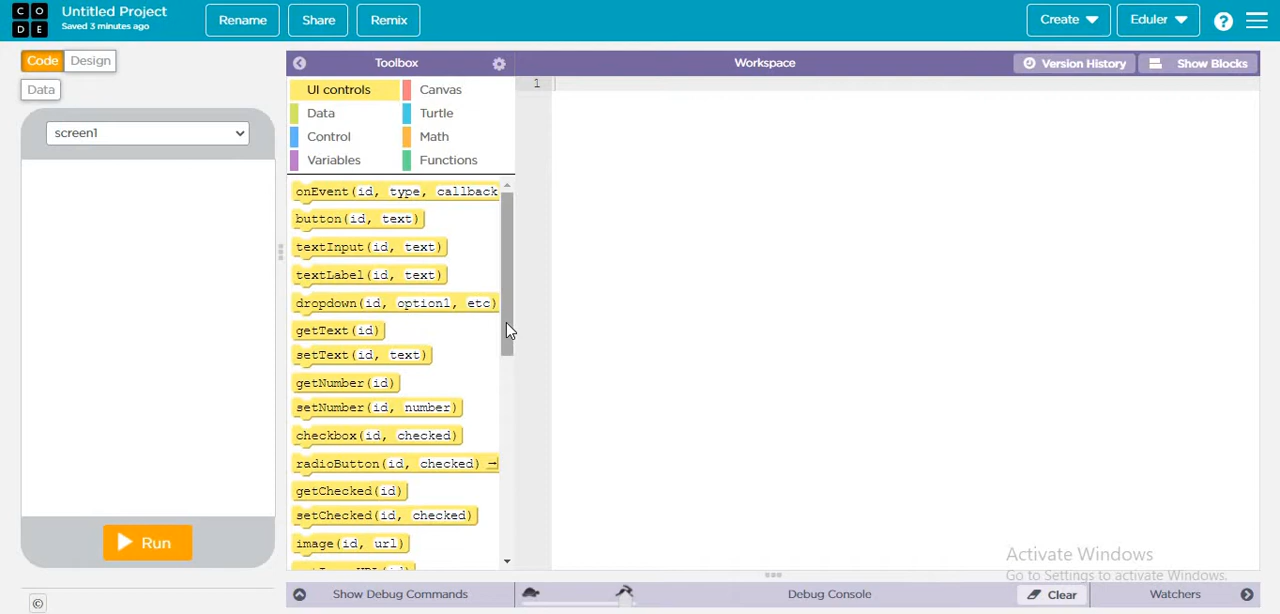 CO
DE
Untitled Project
Saved 3 minutes ago
Rename
Share
Remix
Create
Eduler
?
Code
Design
Data
screen1
Run
©
Toolbox
UI controls
Canvas
Data
Turtle
Control
Math
Variables
Functions
onEvent(id, type, callback
button(id, text)
textInput(id, text)
textLabel(id, text)
dropdown(id, option1, etc)
getText(id)
setText(id, text)
getNumber(id)
setNumber(id, number)
checkbox(id, checked)
radioButton(id, checked)
getChecked(id)
setChecked(id, checked)
image(id, url)
Workspace
Version History
Show Blocks
1
Activate Windows
Go to Settings to activate Windows.
Show Debug Commands
Debug Console
Clear
Watchers